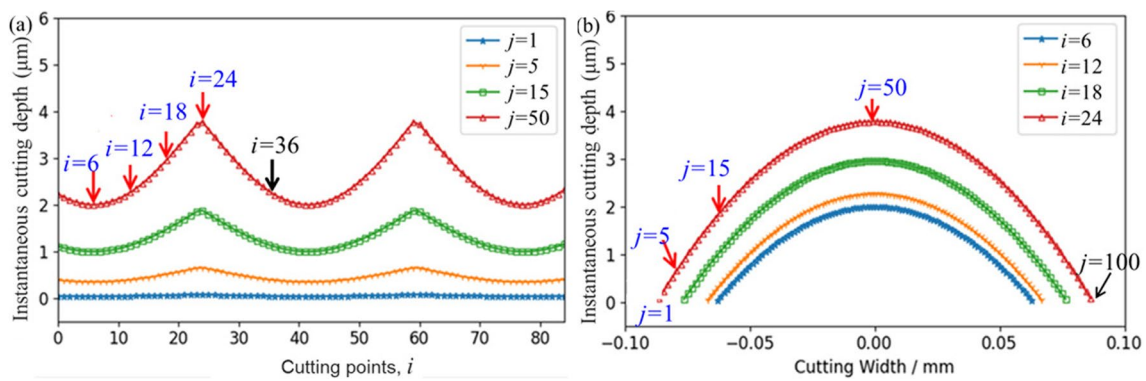 (a)
Instantaneous cutting depth (μm)
6
5
4
3
2
1
0
0 10 20 30 40 50 60 70 80
Cutting points, i
i=6
i=12
i=18
i=24
i=36
j=1
j=5
j=15
j=50
(b)
Instantaneous cutting depth (μm)
6
5
4
3
2
1
0
−0.10 −0.05 0.00 0.05 0.10
Cutting Width / mm
j=1
j=5
j=15
j=50
j=100
i=6
i=12
i=18
i=24